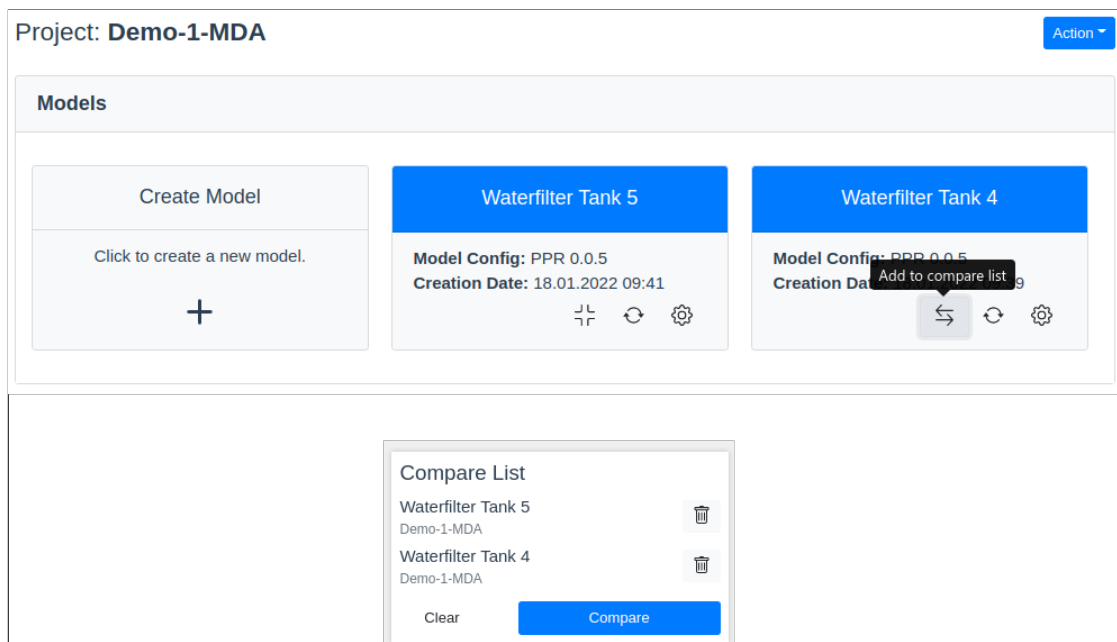 Project: Demo-1-MDA
Action
Models
Create Model
Click to create a new model.
Waterfilter Tank 5
Model Config: PPR 0.0.5
Creation Date: 18.01.2022 09:41
Waterfilter Tank 4
Model Config: PPR 0.0.5
Add to compare list
Creation
Compare List
Waterfilter Tank 5
Demo-1-MDA
Waterfilter Tank 4
Demo-1-MDA
Clear
Compare